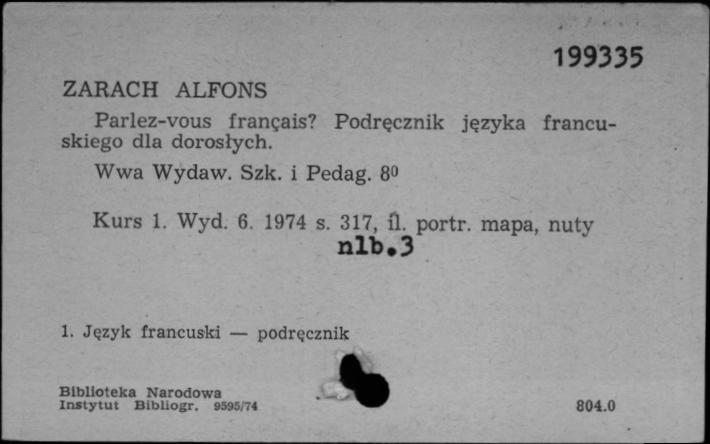 199335
ZARACH ALFONS
Parlez-vous français? Podręcznik języka francu-
skiego dla dorosłych.
Wwa Wydaw. Szk. i Pedag. 8⁰
Kurs 1. Wyd. 6. 1974 s. 317, il. portr. mapa, nuty
nlb.3
1. Język francuski — podręcznik
Biblioteka Narodowa
Instytut Bibliogr. 9595/74
804.0